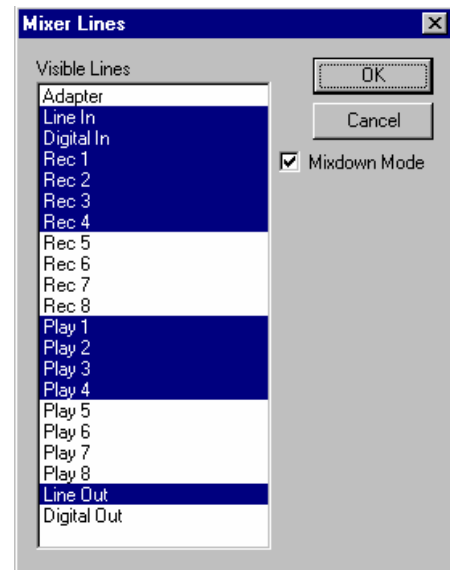 Mixer Lines
Visible Lines
Adapter
Line In
Digital In
Rec 1
Rec 2
Rec 3
Rec 4
Rec 5
Rec 6
Rec 7
Rec 8
Play 1
Play 2
Play 3
Play 4
Play 5
Play 6
Play 7
Play 8
Line Out
Digital Out
OK
Cancel
Mixdown Mode